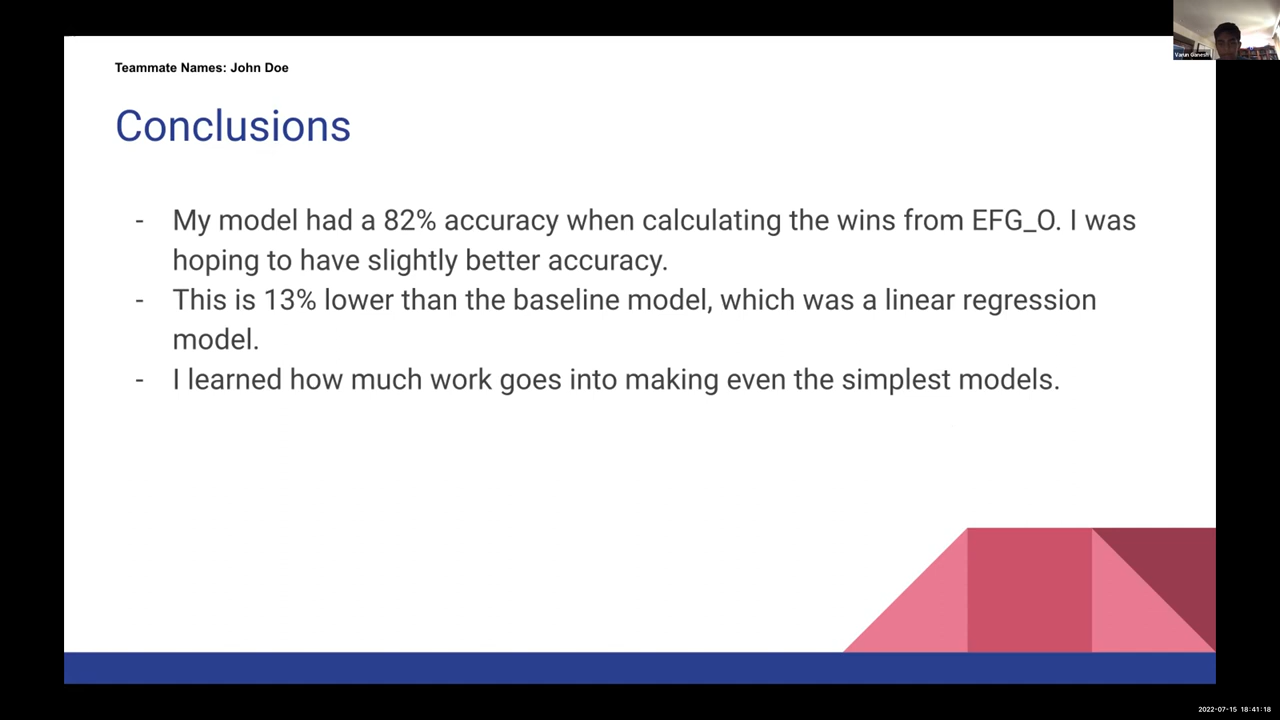 Teammate Names: John Doe
Conclusions
- My model had a 82% accuracy when calculating the wins from EFG_O. I was
hoping to have slightly better accuracy.
- This is 13% lower than the baseline model, which was a linear regression
model.
- I learned how much work goes into making even the simplest models.
Varun Ganesh
2022-07-15 18:41:18